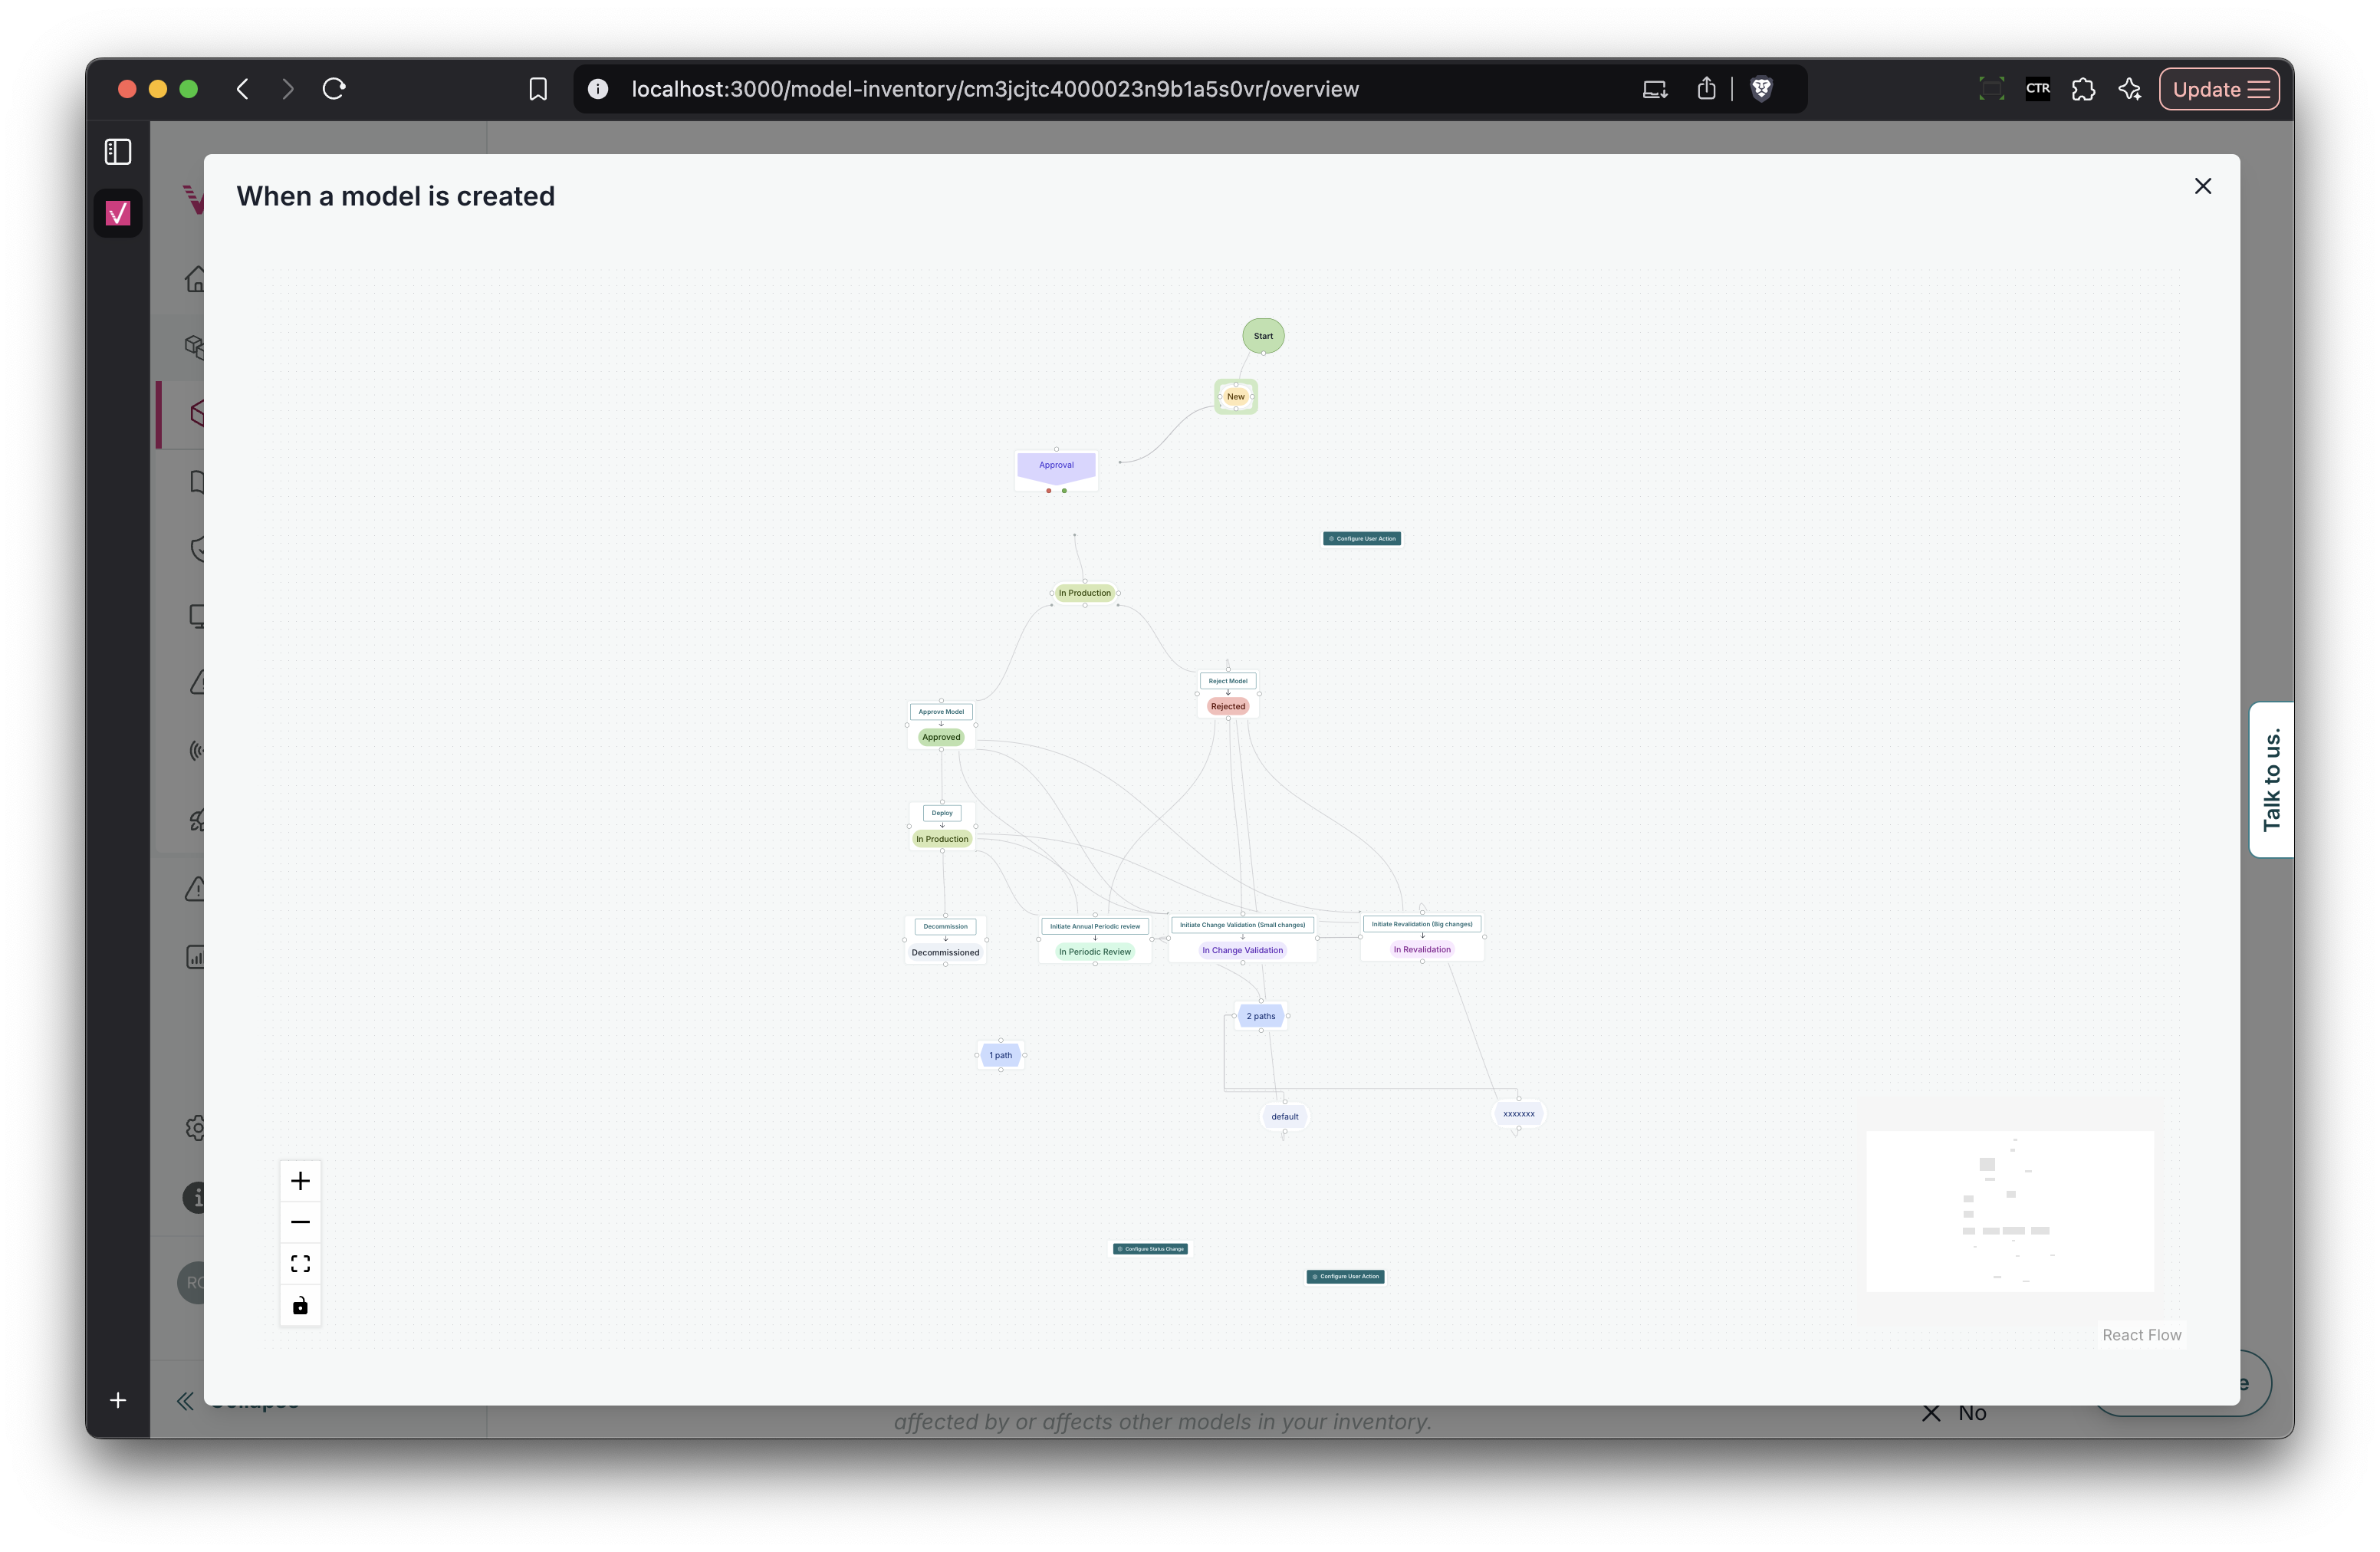 localhost:3000/model-inventory/cm3jcjtc4000023n9b1a5s0vr/overview
CTR
Update
When a model is created
Start
New
Approval
Configure User Action
In Production
Reject Model
Rejected
Approve Model
Approved
Talk to us.
Deploy
In Production
Decommission
Decommissioned
Initiate Annual Periodic review
In Periodic Review
Initiate Change Validation (Small changes)
In Change Validation
Initiate Revalidation (Big changes)
In Revalidation
2 paths
1 path
default
xxxxxxx
Configure Status Change
Configure User Action
React Flow
affected by or affects other models in your inventory.
No